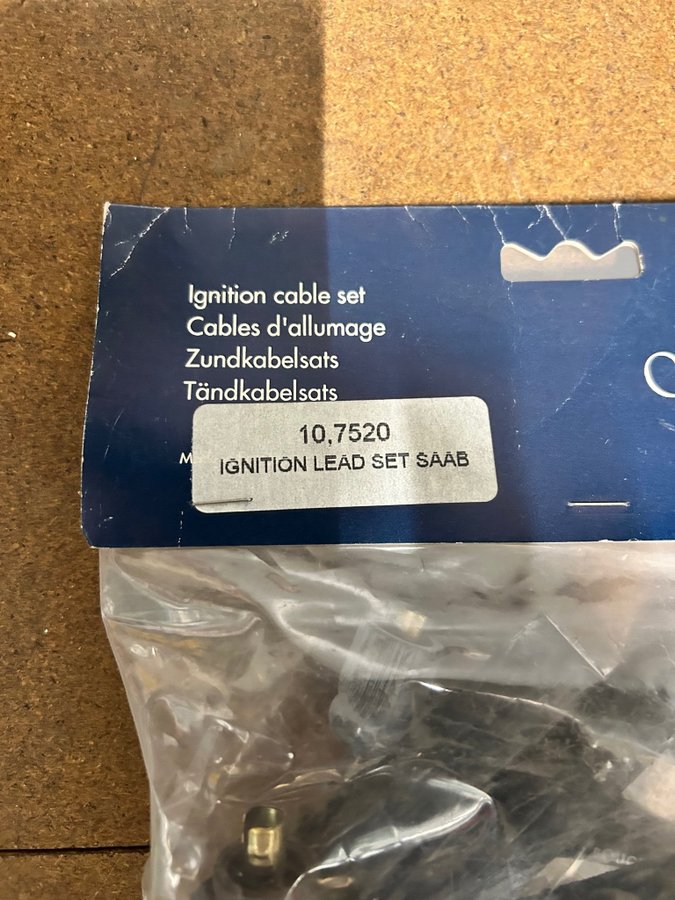 Ignition cable set
Cables d'allumage
Zundkabelsats
Tändkabelsats
10,7520
IGNITION LEAD SET SAAB